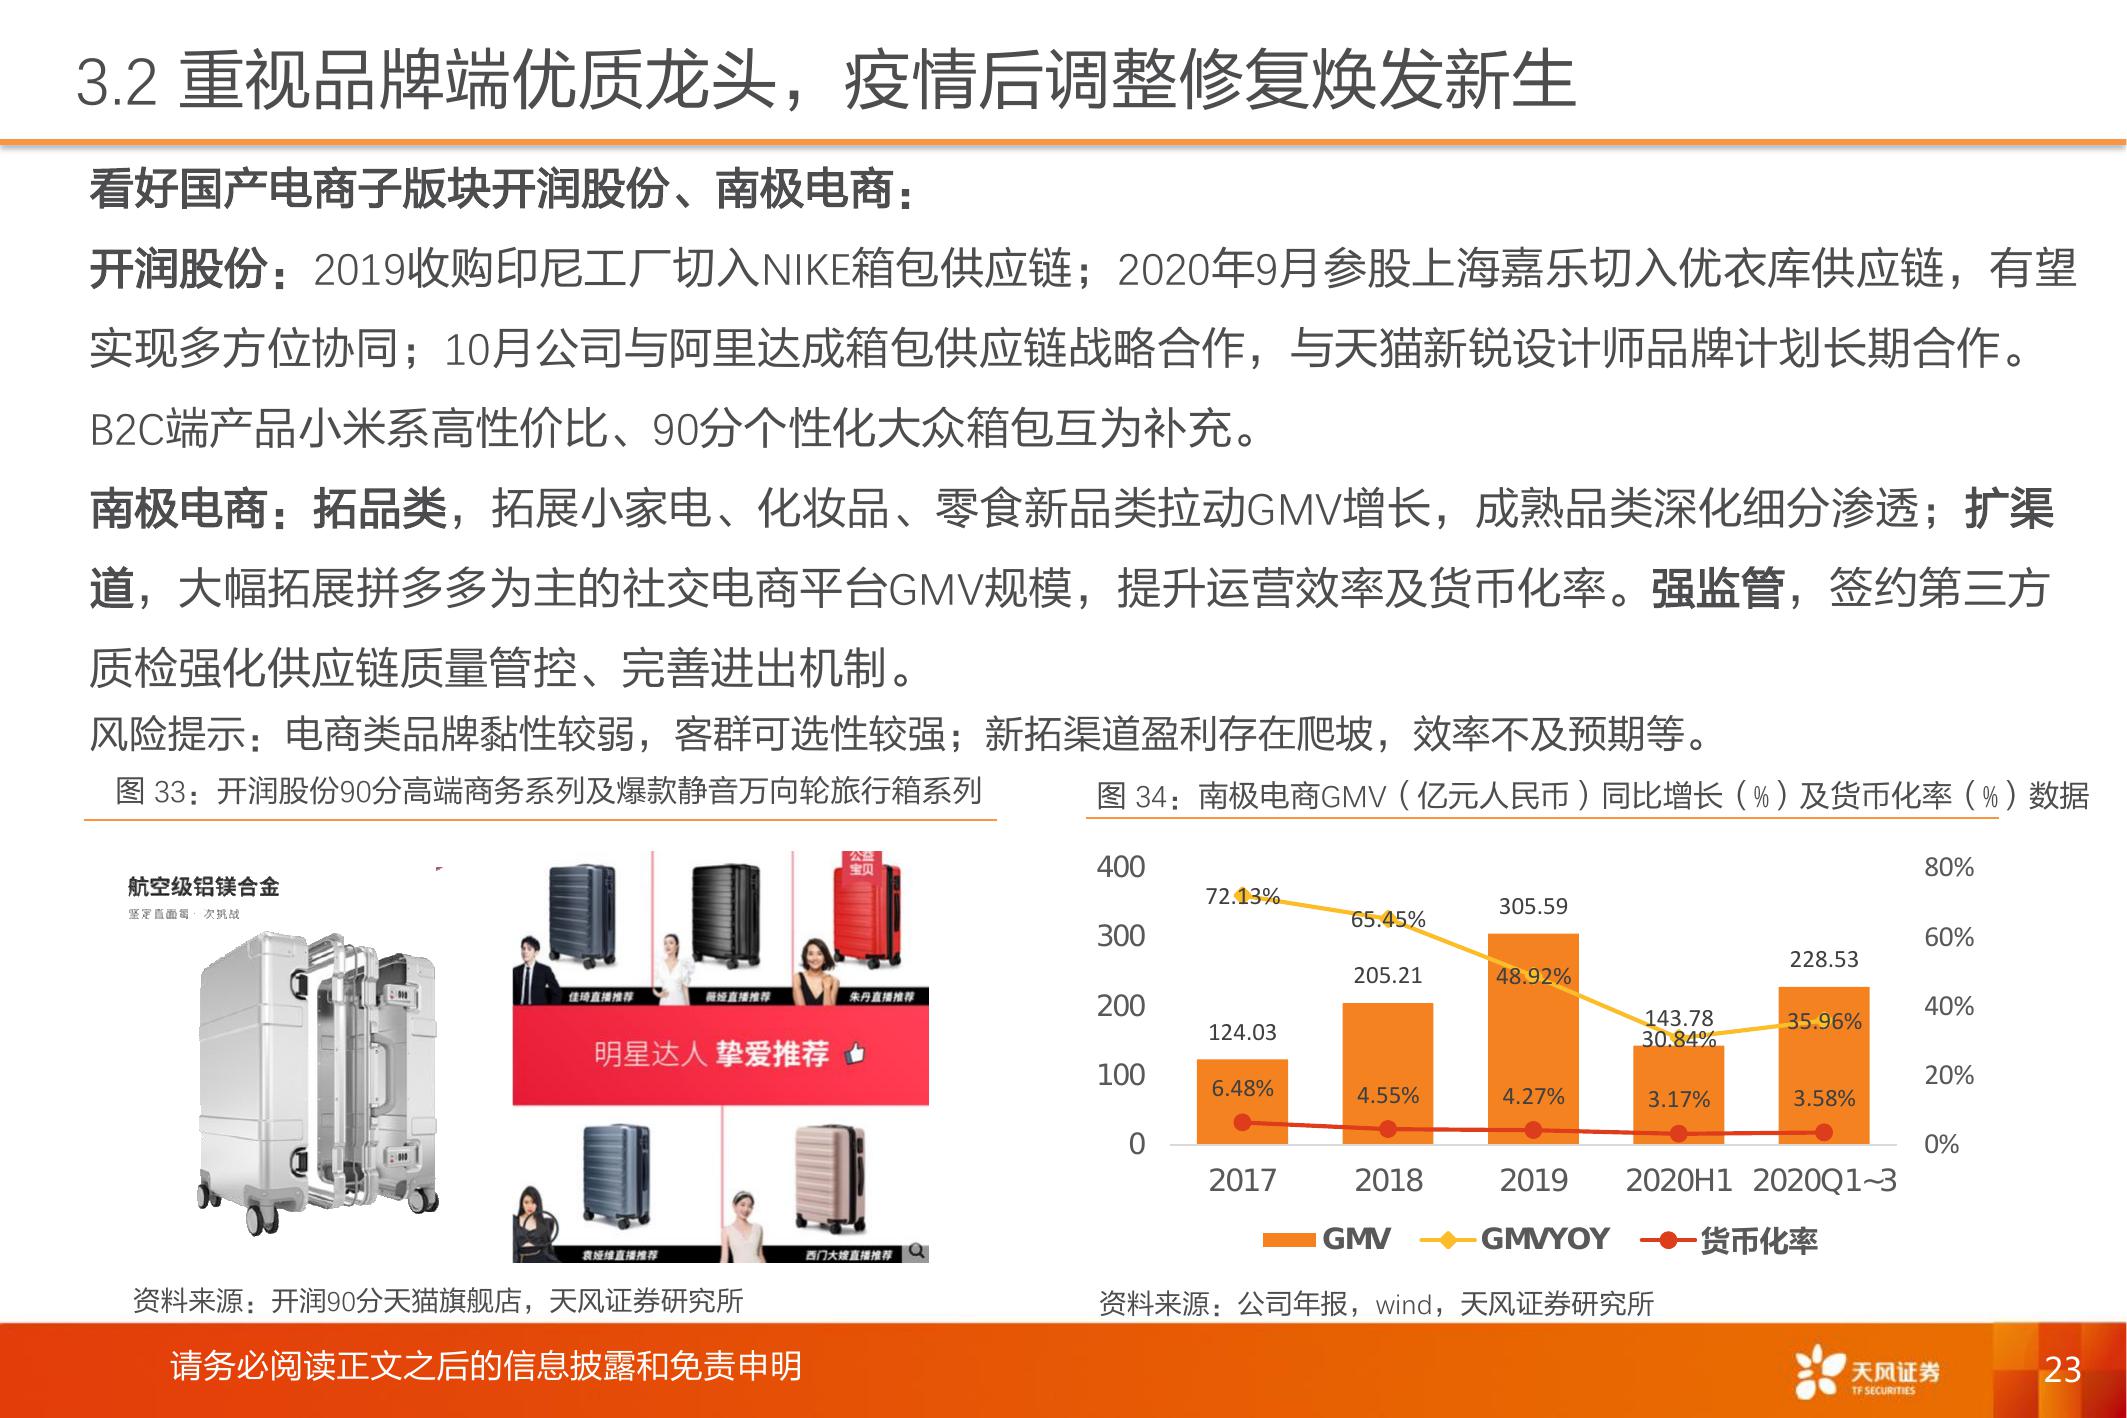 3.2 重视品牌端优质龙头，疫情后调整修复焕发新生
看好国产电商子版块开润股份、南极电商：
开润股份：2019收购印尼工厂切入NIKE箱包供应链；2020年9月参股上海嘉乐切入优衣库供应链，有望
实现多方位协同；10月公司与阿里达成箱包供应链战略合作，与天猫新锐设计师品牌计划长期合作。
B2C端产品小米系高性价比、90分个性化大众箱包互为补充。
南极电商：拓品类，拓展小家电、化妆品、零食新品类拉动GMV增长，成熟品类深化细分渗透；扩渠
道，大幅拓展拼多多为主的社交电商平台GMV规模，提升运营效率及货币化率。强监管，签约第三方
质检强化供应链质量管控、完善进出机制。
风险提示：电商类品牌黏性较弱，客群可选性较强；新拓渠道盈利存在爬坡，效率不及预期等。
图 33：开润股份90分高端商务系列及爆款静音万向轮旅行箱系列
航空级铝镁合金
公益
宝贝
佳琦直播推荐
薇娅直播推荐
朱丹直播推荐
明星达人 挚爱推荐
袁娅维直播推荐
西门大嫂直播推荐
资料来源：开润90分天猫旗舰店，天风证券研究所
图 34：南极电商GMV（亿元人民币）同比增长（%）及货币化率（%）数据
400
300
200
100
0
80%
60%
40%
20%
0%
72.13%
65.45%
48.92%
30.84%
35.96%
124.03
205.21
305.59
143.78
228.53
6.48%
4.55%
4.27%
3.17%
3.58%
2017
2018
2019
2020H1
2020Q1~3
GMV
GMVYOY
货币化率
资料来源：公司年报，wind，天风证券研究所
请务必阅读正文之后的信息披露和免责申明
天风证券
TF SECURITIES
23